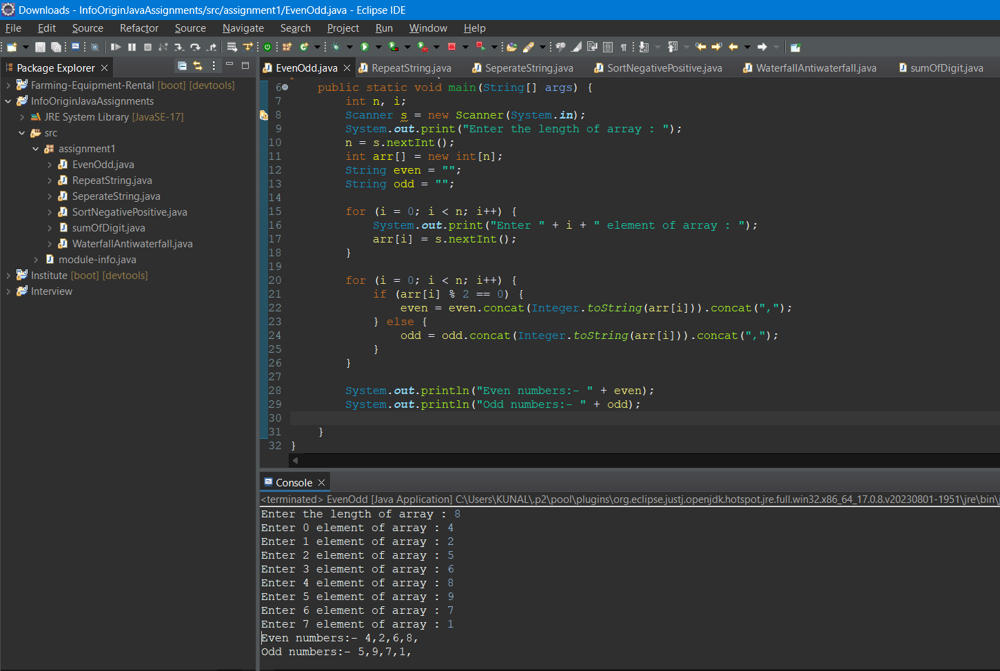 Downloads - InfoOriginJavaAssignments/src/assignment1/EvenOdd.java - Eclipse IDE
File Edit Source Refactor Source Navigate Search Project Run Window Help
Package Explorer
Farming-Equipment-Rental [boot] [devtools]
InfoOriginJavaAssignments
JRE System Library [JavaSE-17]
src
assignment1
EvenOdd.java
RepeatString.java
SeperateString.java
SortNegativePositive.java
sumOfDigit.java
WaterfallAntiwaterfall.java
module-info.java
Institute [boot] [devtools]
Interview
EvenOdd.java RepeatString.java SeperateString.java SortNegativePositive.java WaterfallAntiwaterfall.java sumOfDigit.java
6 public static void main(String[] args) {
7 int n, i;
8 Scanner s = new Scanner(System.in);
9 System.out.print("Enter the length of array : ");
10 n = s.nextInt();
11 int arr[] = new int[n];
12 String even = "";
13 String odd = "";
14
15 for (i = 0; i < n; i++) {
16 System.out.print("Enter " + i + " element of array : ");
17 arr[i] = s.nextInt();
18 }
19
20 for (i = 0; i < n; i++) {
21 if (arr[i] % 2 == 0) {
22 even = even.concat(Integer.toString(arr[i])).concat(",");
23 } else {
24 odd = odd.concat(Integer.toString(arr[i])).concat(",");
25 }
26 }
27
28 System.out.println("Even numbers:- " + even);
29 System.out.println("Odd numbers:- " + odd);
30
31 }
32 }
Console
<terminated> EvenOdd [Java Application] C:\Users\KUNAL\.p2\pool\plugins\org.eclipse.justj.openjdk.hotspot.jre.full.win32.x86_64_17.0.8.v20230801-1951\jre\bin\
Enter the length of array : 8
Enter 0 element of array : 4
Enter 1 element of array : 2
Enter 2 element of array : 5
Enter 3 element of array : 6
Enter 4 element of array : 8
Enter 5 element of array : 9
Enter 6 element of array : 7
Enter 7 element of array : 1
Even numbers:- 4,2,6,8,
Odd numbers:- 5,9,7,1,